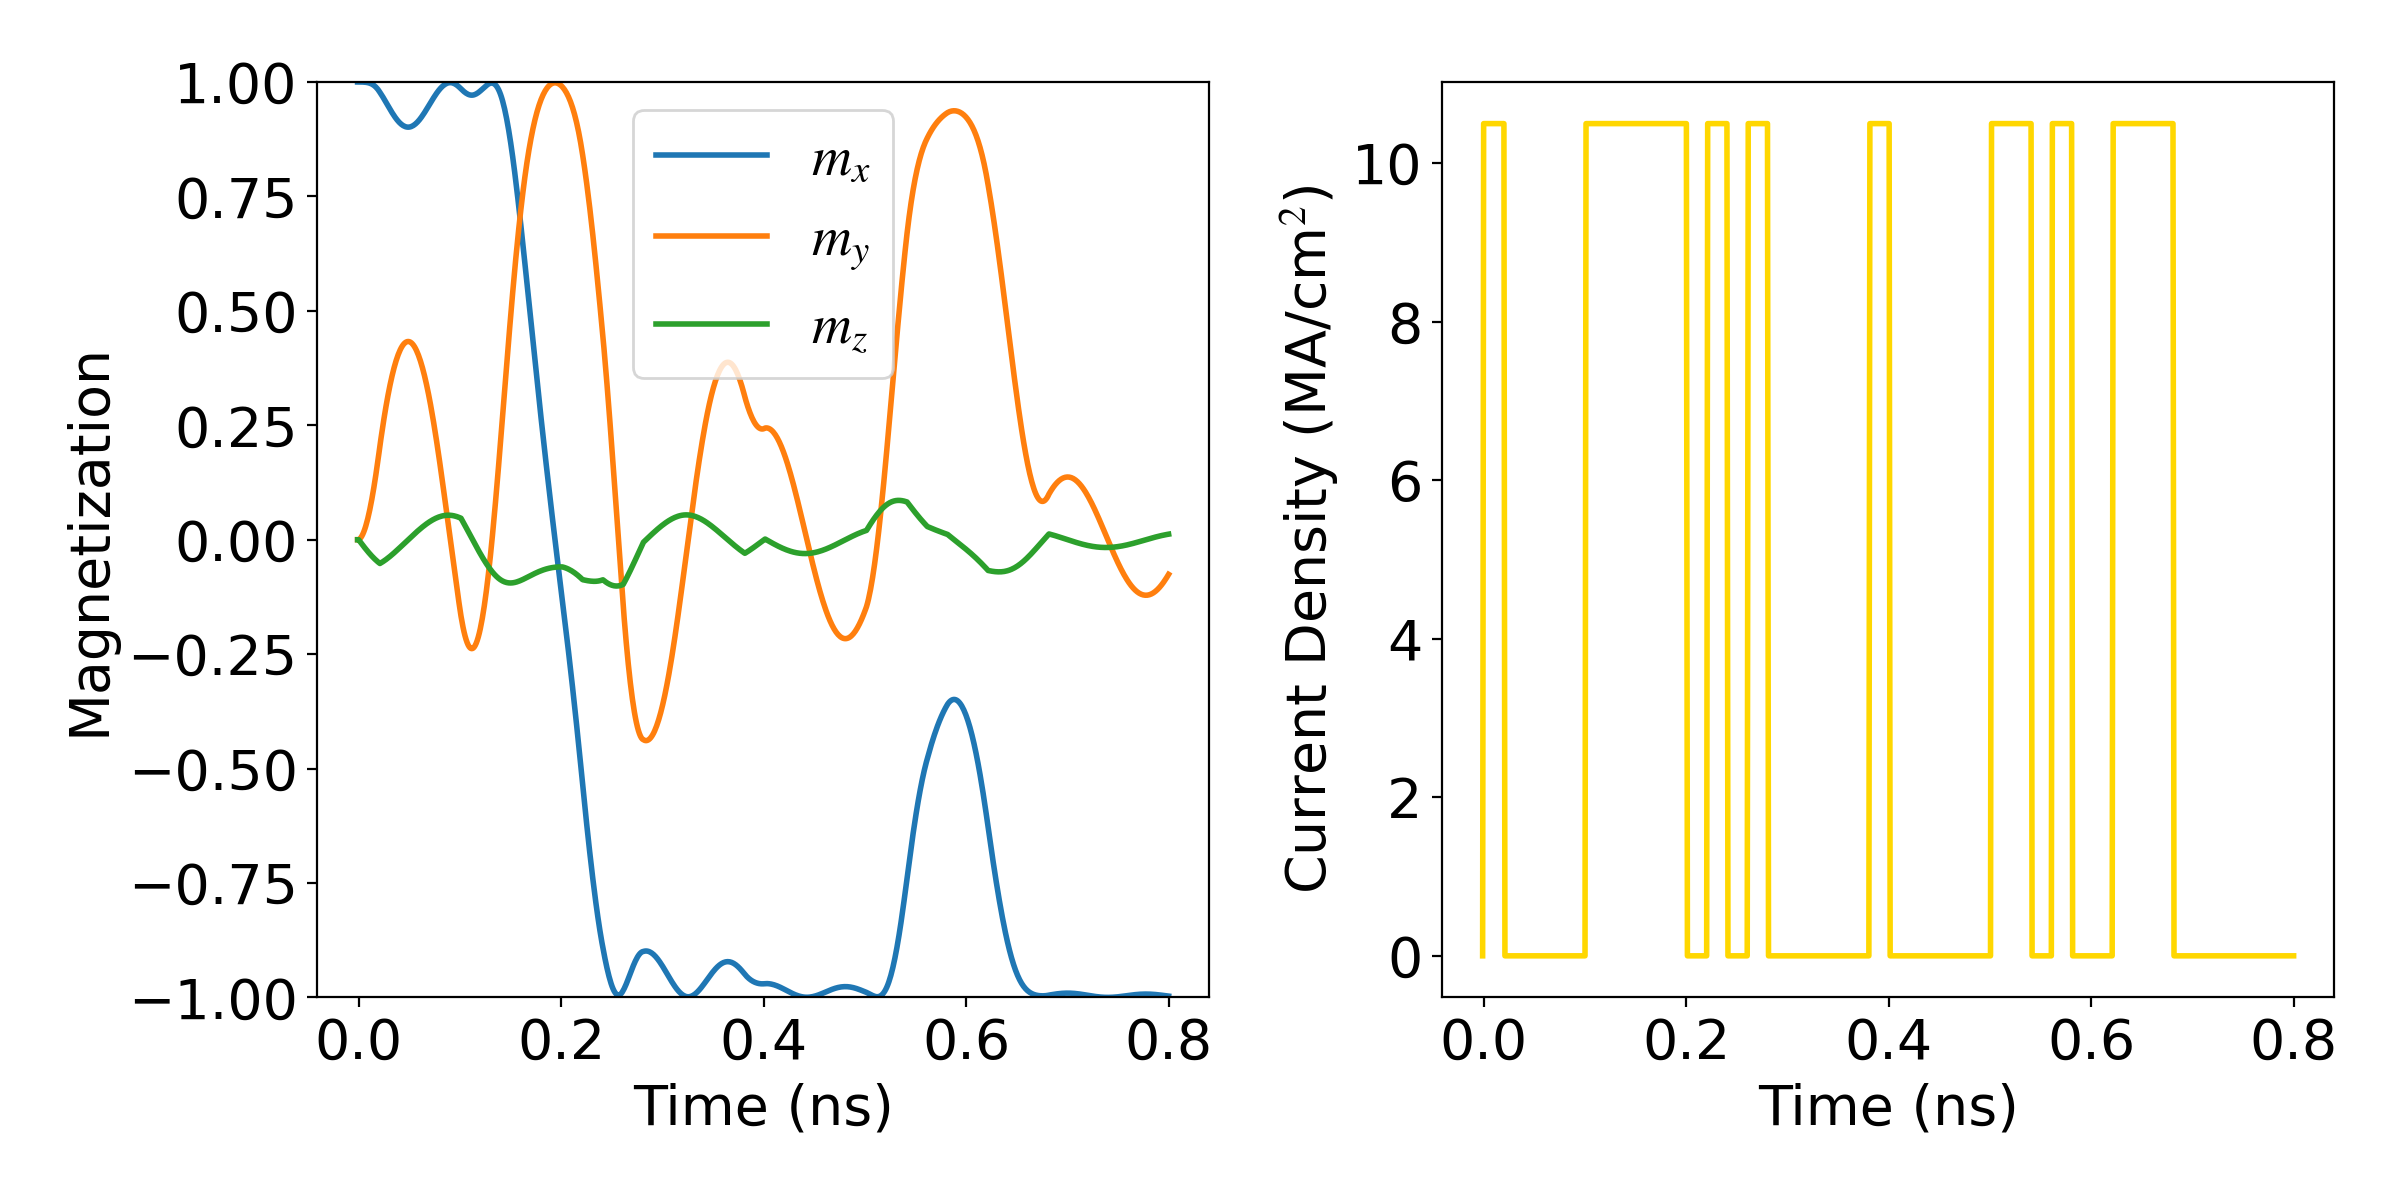 1.00
0.75
0.50
0.25
0.00
−0.25
−0.50
−0.75
−1.00
Magnetization
0.0 0.2 0.4 0.6 0.8
Time (ns)
m_x
m_y
m_z
10
8
6
4
2
0
Current Density (MA/cm²)
0.0 0.2 0.4 0.6 0.8
Time (ns)